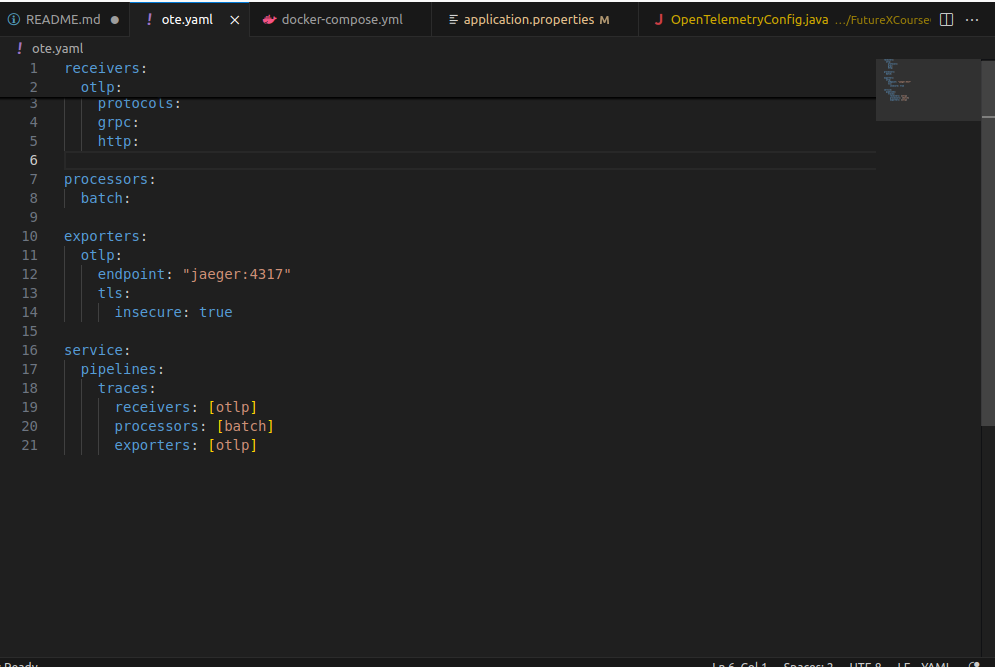 README.md
! ote.yaml
docker-compose.yml
application.properties M
J OpenTelemetryConfig.java .../FutureXCourse
! ote.yaml
1 receivers:
2   otlp:
3     protocols:
4     grpc:
5     http:
6
7 processors:
8   batch:
9
10 exporters:
11   otlp:
12     endpoint: "jaeger:4317"
13     tls:
14       insecure: true
15
16 service:
17   pipelines:
18     traces:
19       receivers: [otlp]
20       processors: [batch]
21       exporters: [otlp]
Ready
Ln 6, Col 1 Spaces: 2 UTF-8 LF YAML